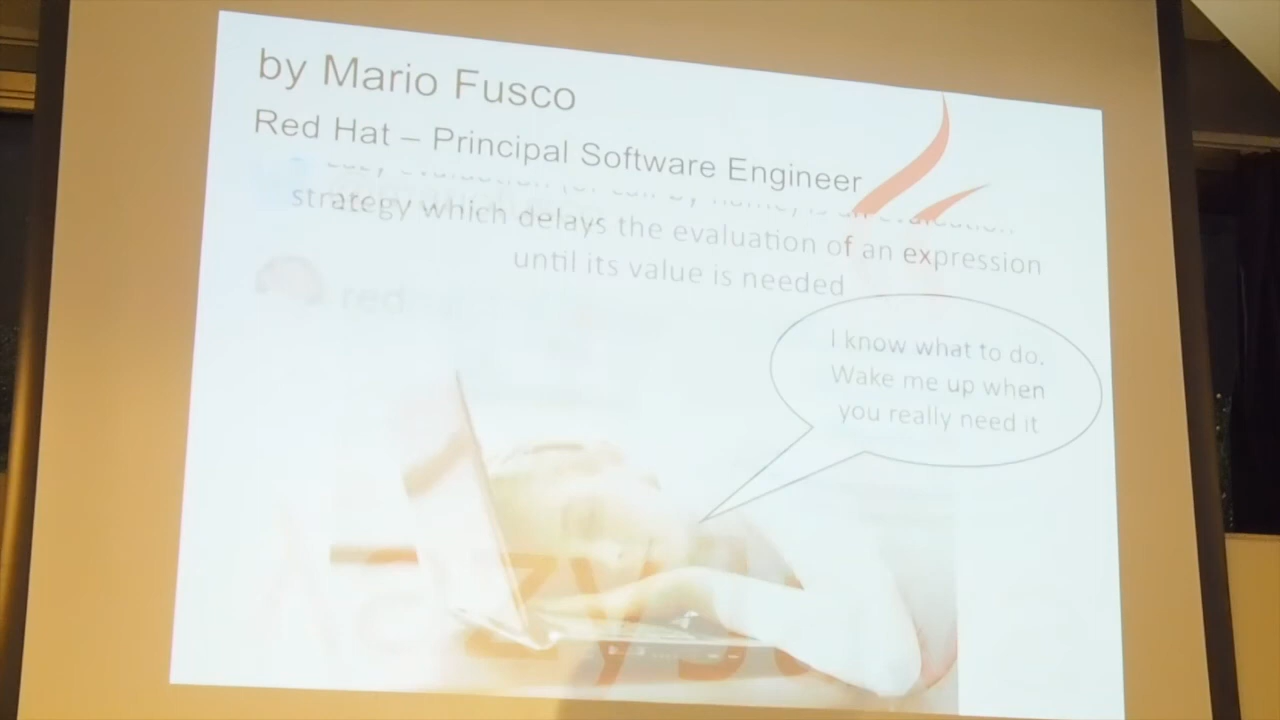 by Mario Fusco
Red Hat – Principal Software Engineer
strategy which delays the evaluation of an expression
until its value is needed
red
I know what to do.
Wake me up when
you really need it